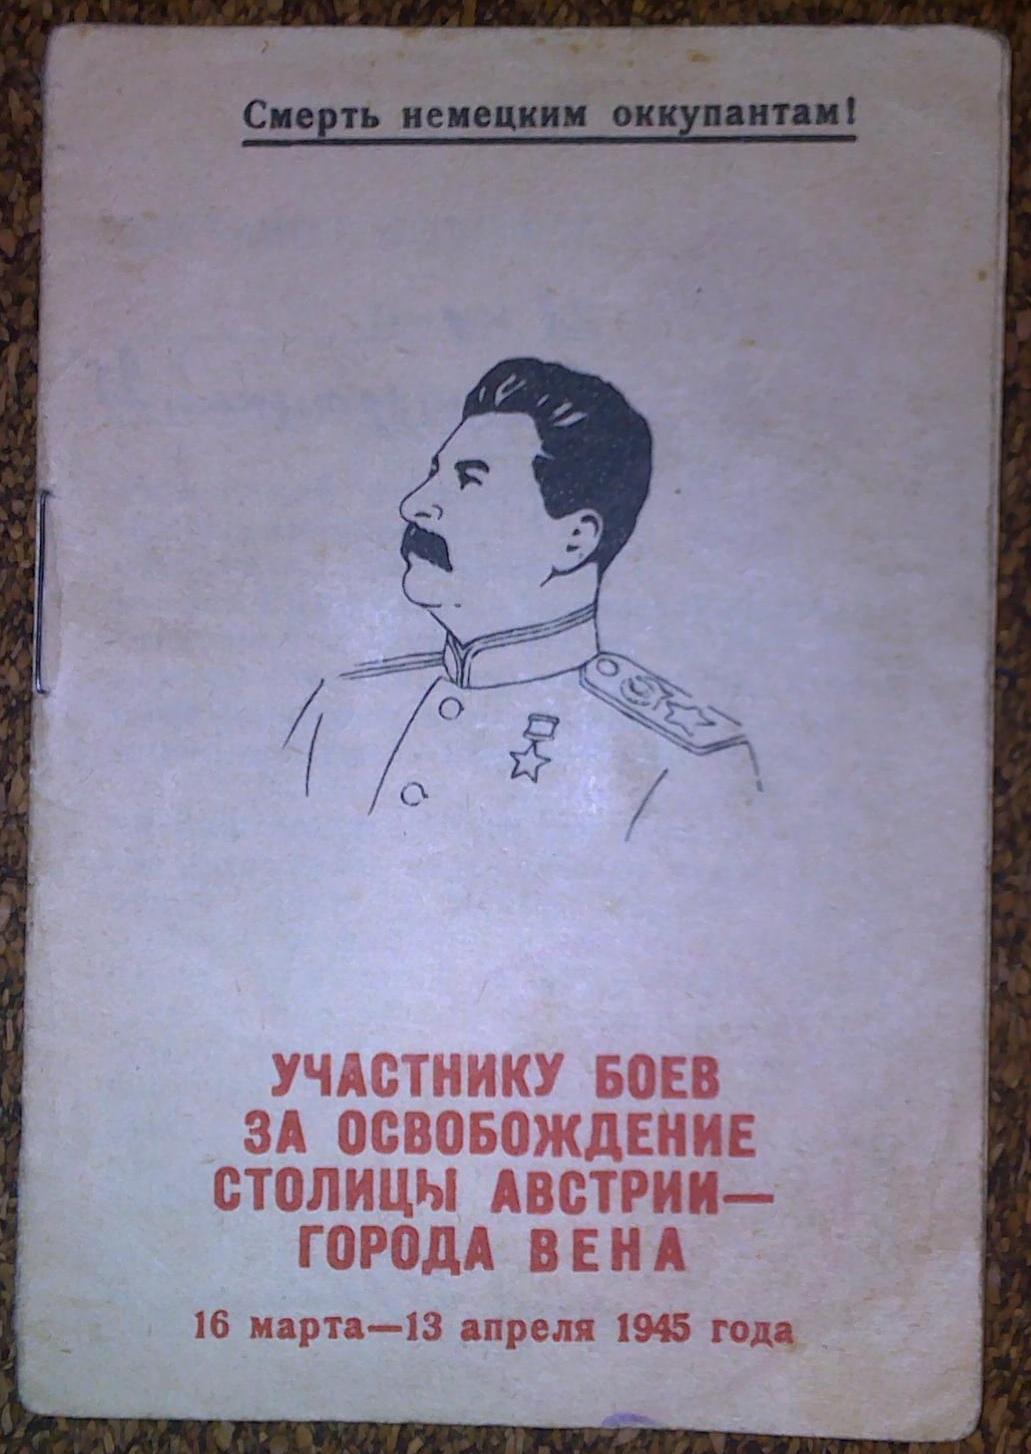 Смерть немецким оккупантам!
УЧАСТНИКУ БОЕВ
ЗА ОСВОБОЖДЕНИЕ
СТОЛИЦЫ АВСТРИИ—
ГОРОДА ВЕНА
16 марта—13 апреля 1945 года